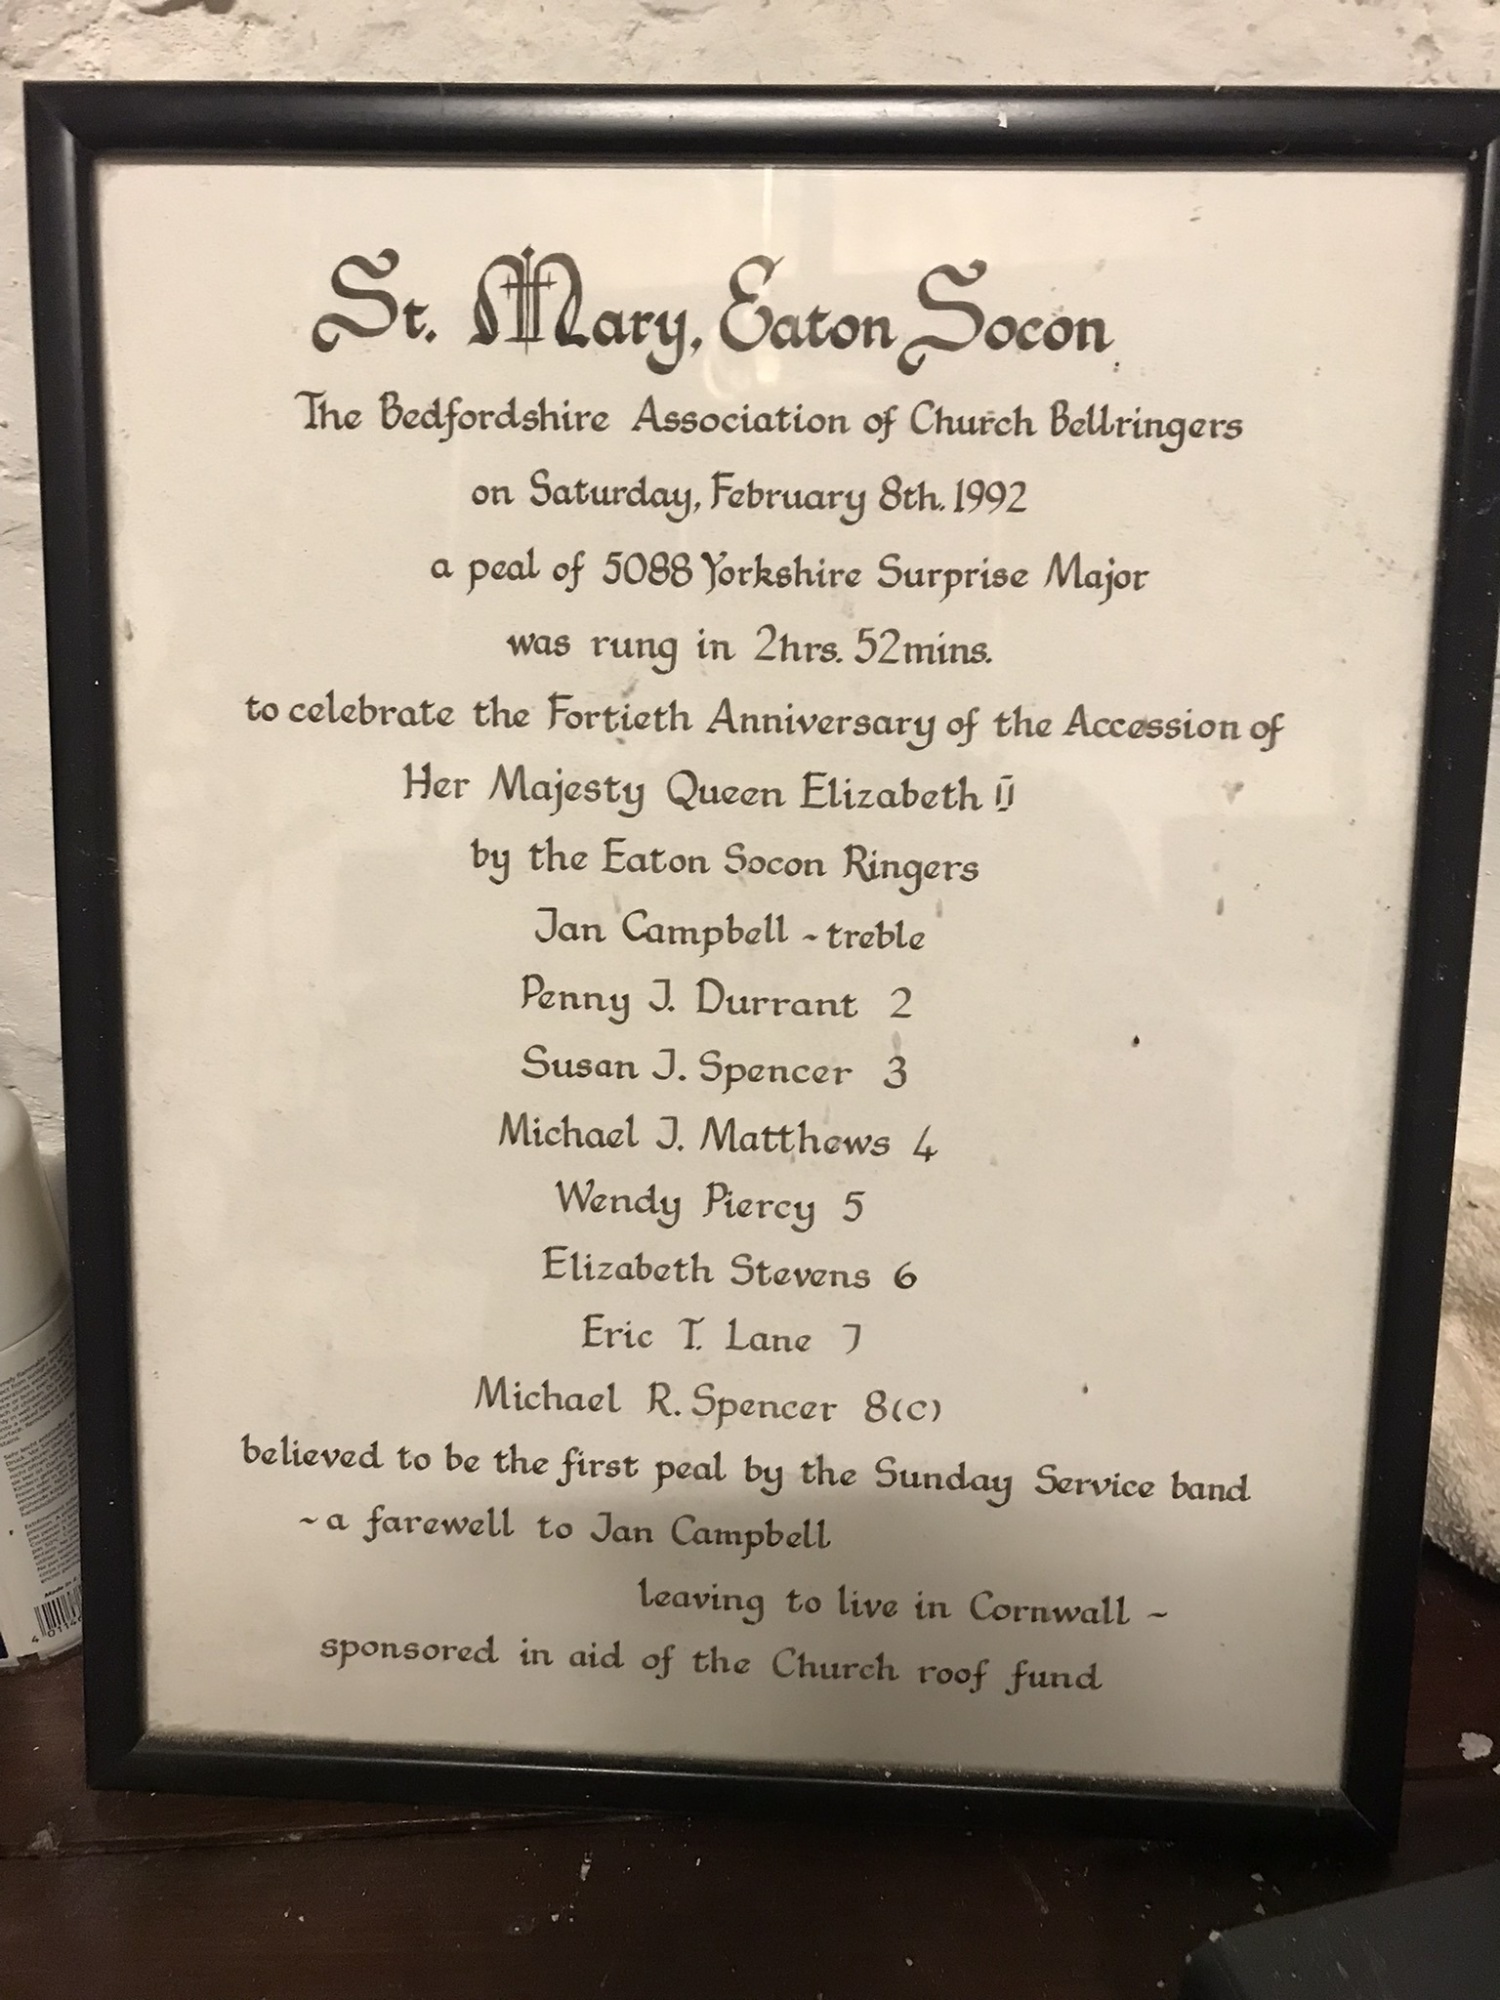 St. Mary, Eaton Socon
The Bedfordshire Association of Church Bellringers
on Saturday, February 8th. 1992
a peal of 5088 Yorkshire Surprise Major
was rung in 2hrs. 52mins.
to celebrate the Fortieth Anniversary of the Accession of
Her Majesty Queen Elizabeth II
by the Eaton Socon Ringers
Jan Campbell ~ treble
Penny J. Durrant 2
Susan J. Spencer 3
Michael J. Matthews 4
Wendy Piercy 5
Elizabeth Stevens 6
Eric T. Lane 7
Michael R. Spencer 8(C)
believed to be the first peal by the Sunday Service band
~ a farewell to Jan Campbell
leaving to live in Cornwall ~
sponsored in aid of the Church roof fund